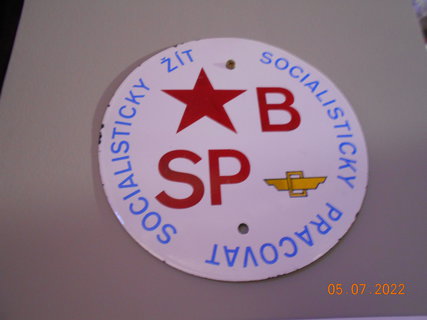 SOCIALISTICKY PRACOVAT
SOCIALISTICKY ŽÍT
B
SP
05.07.2022